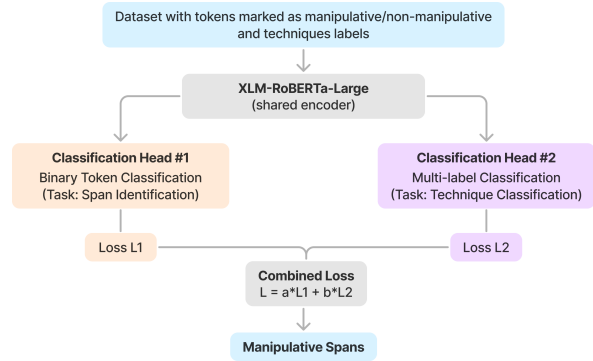 Dataset with tokens marked as manipulative/non-manipulative
and techniques labels
XLM-RoBERTa-Large
(shared encoder)
Classification Head #1
Binary Token Classification
(Task: Span Identification)
Classification Head #2
Multi-label Classification
(Task: Technique Classification)
Loss L1
Loss L2
Combined Loss
L = a*L1 + b*L2
Manipulative Spans